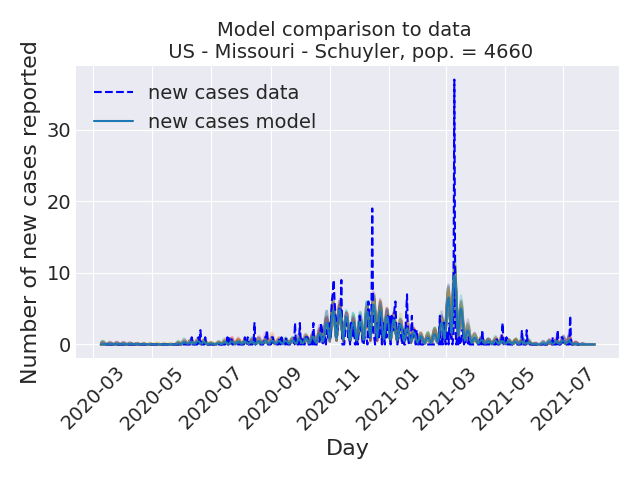 Model comparison to data
US - Missouri - Schuyler, pop. = 4660
Number of new cases reported
new cases data
new cases model
30
20
10
0
2020-03
2020-05
2020-07
2020-09
2020-11
2021-01
2021-03
2021-05
2021-07
Day